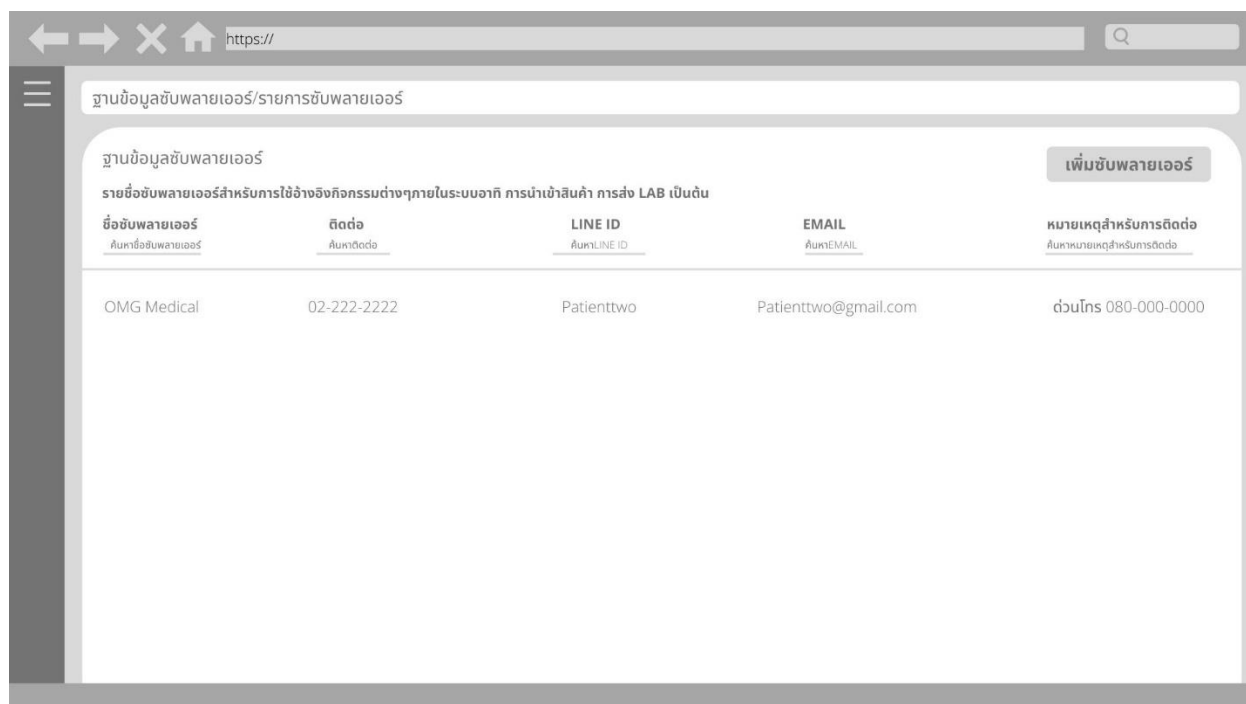 https://
ฐานข้อมูลซับพลายเออร์/รายการซับพลายเออร์
ฐานข้อมูลซับพลายเออร์
เพิ่มซับพลายเออร์
รายชื่อซับพลายเออร์สำหรับการใช้อ้างอิงกิจกรรมต่างๆภายในระบบอาทิ การนำเข้าสินค้า การส่ง LAB เป็นต้น
ชื่อซับพลายเออร์ ติดต่อ LINE ID EMAIL หมายเหตุสำหรับการติดต่อ
ค้นหาชื่อซับพลายเออร์ ค้นหาติดต่อ ค้นหาLINE ID ค้นหาEMAIL ค้นหาหมายเหตุสำหรับการติดต่อ
OMG Medical 02-222-2222 Patienttwo Patienttwo@gmail.com ด่วนโทร 080-000-0000